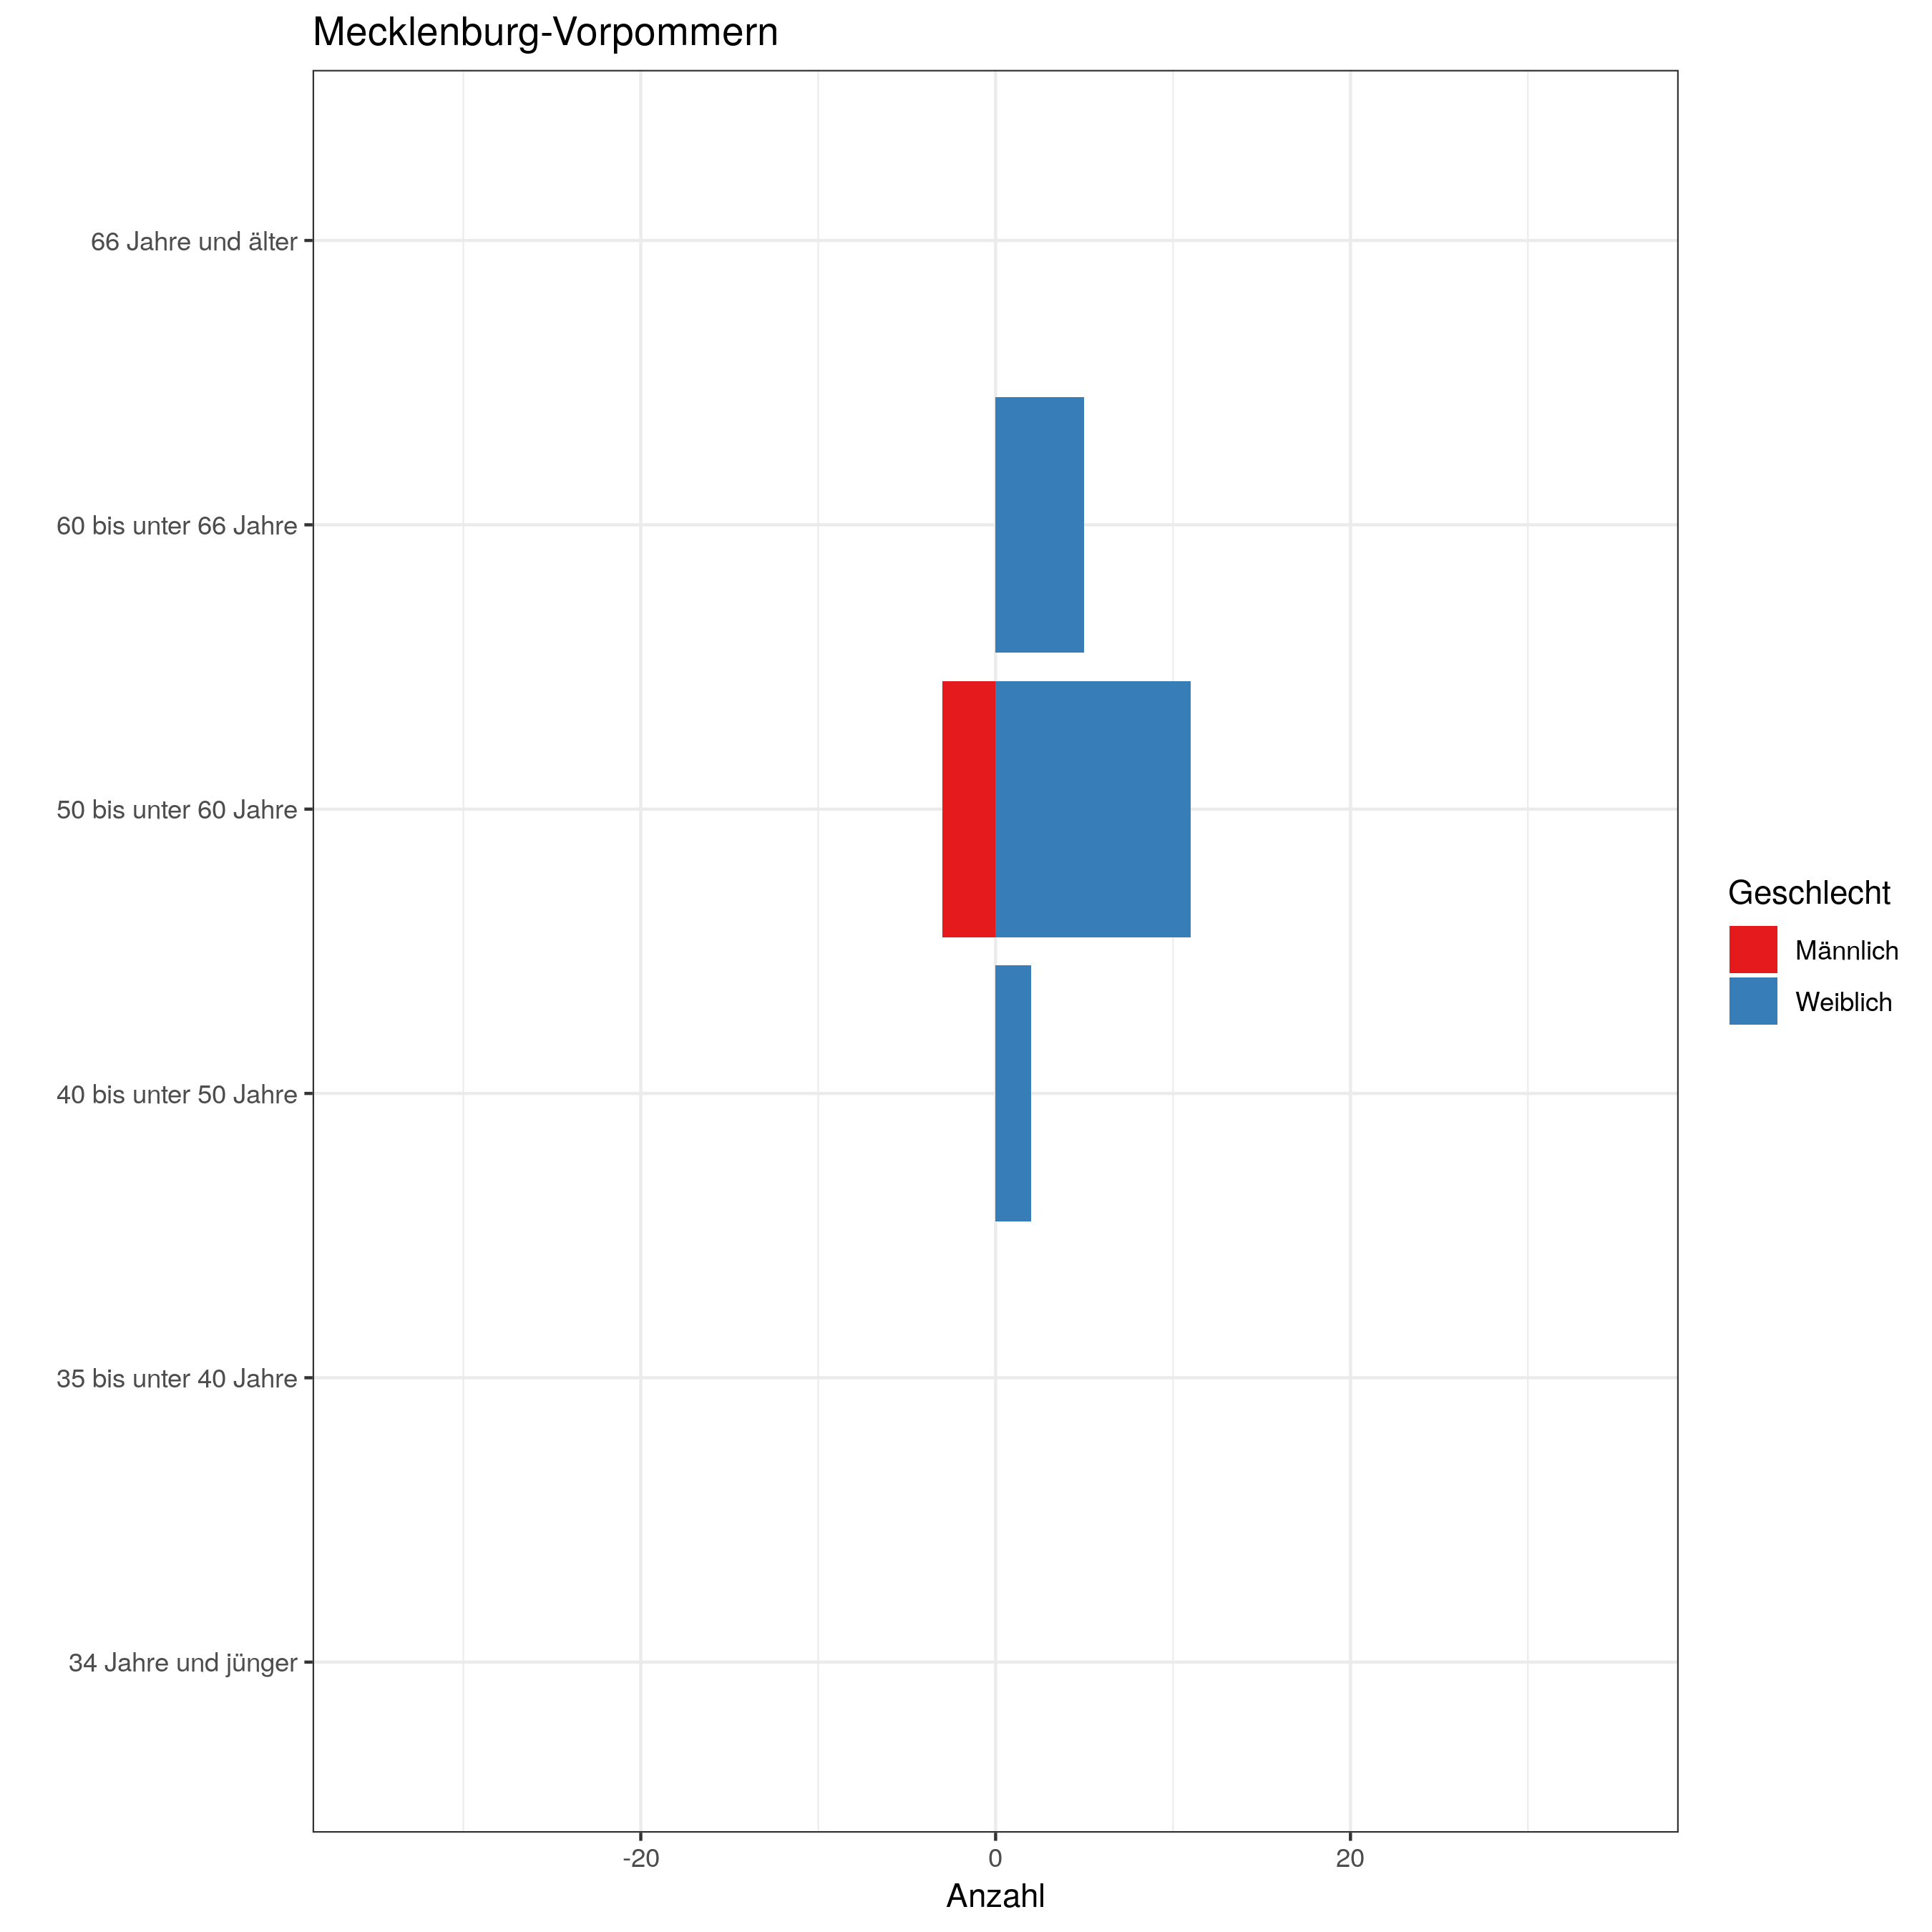 Mecklenburg-Vorpommern
66 Jahre und älter
60 bis unter 66 Jahre
50 bis unter 60 Jahre
40 bis unter 50 Jahre
35 bis unter 40 Jahre
34 Jahre und jünger
-20
0
20
Anzahl
Geschlecht
Männlich
Weiblich